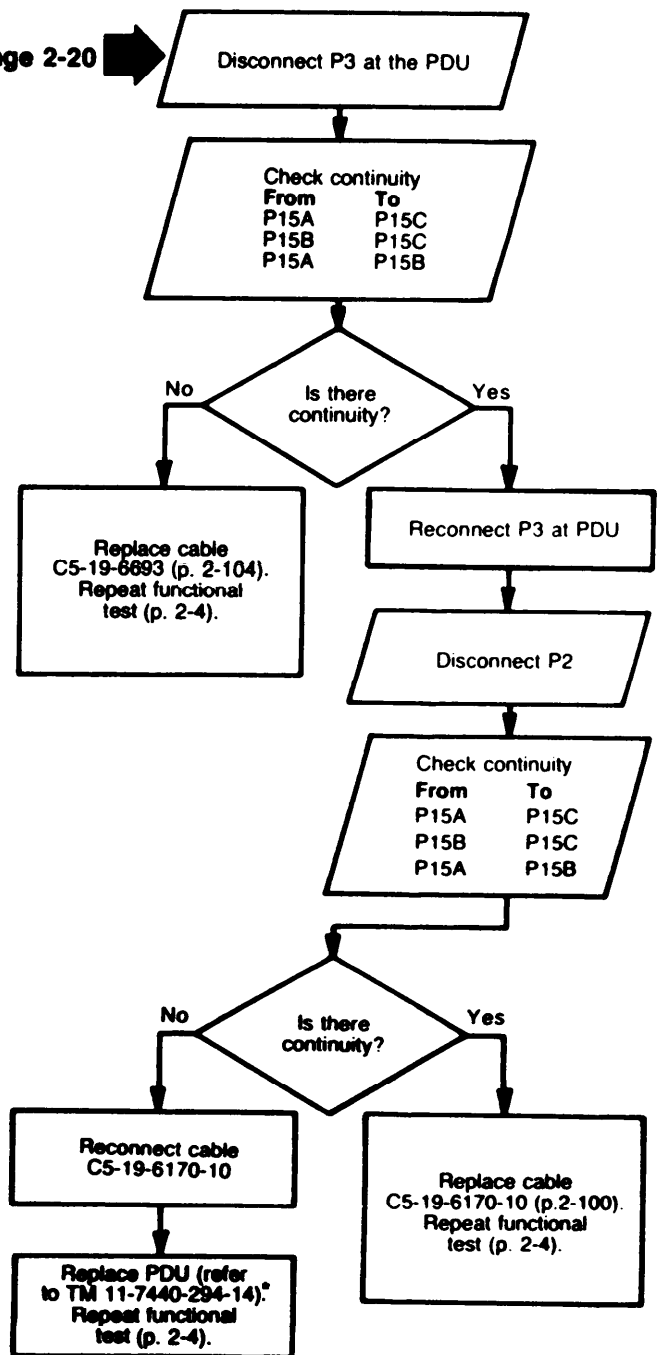 ge 2-20
Disconnect P3 at the PDU
Check continuity
From To
P15A P15C
P15B P15C
P15A P15B
Is there
continuity?
No
Yes
Replace cable
C5-19-6693 (p. 2-104).
Repeat functional
test (p. 2-4).
Reconnect P3 at PDU
Disconnect P2
Check continuity
From To
P15A P15C
P15B P15C
P15A P15B
Is there
continuity?
No
Yes
Reconnect cable
C5-19-6170-10
Replace PDU (refer
to TM 11-7440-294-14).*
Repeat functional
test (p. 2-4).
Replace cable
C5-19-6170-10 (p.2-100).
Repeat functional
test (p. 2-4).